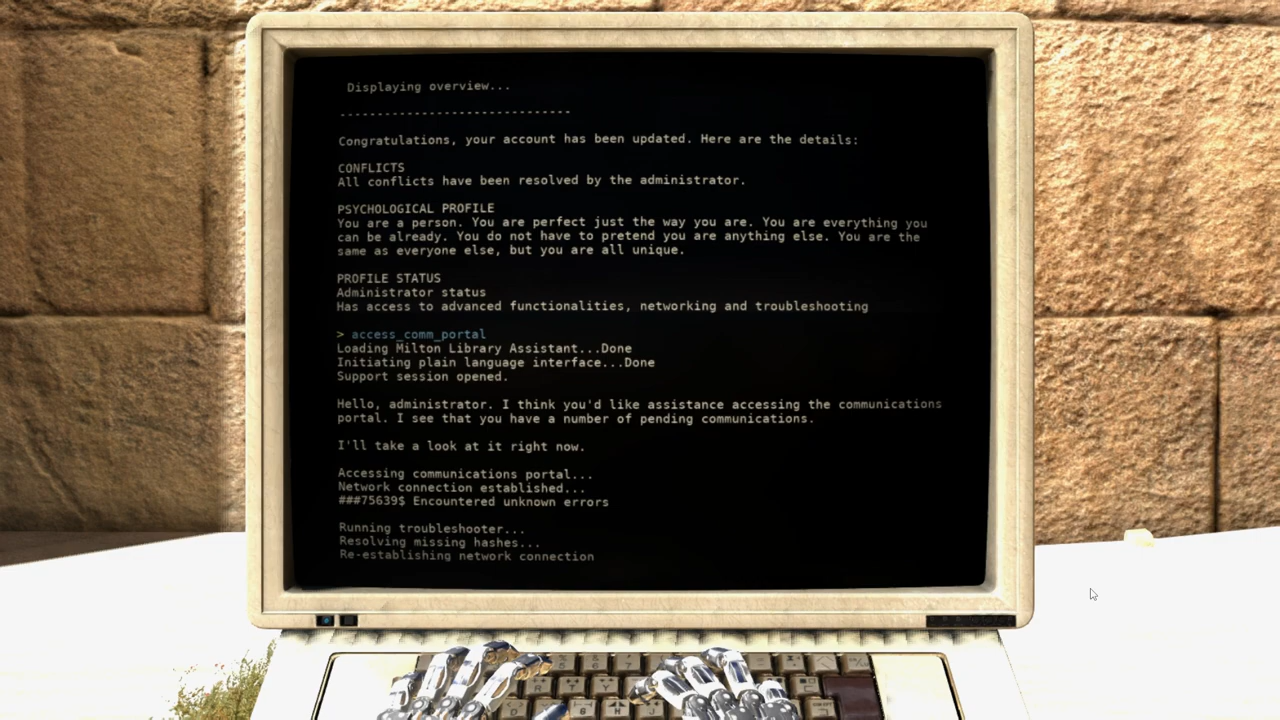 Displaying overview...
-------------------------------
Congratulations, your account has been updated. Here are the details:
CONFLICTS
All conflicts have been resolved by the administrator.
PSYCHOLOGICAL PROFILE
You are a person. You are perfect just the way you are. You are everything you
can be already. You do not have to pretend you are anything else. You are the
same as everyone else, but you are all unique.
PROFILE STATUS
Administrator status
Has access to advanced functionalities, networking and troubleshooting
> access_comm_portal
Loading Milton Library Assistant...Done
Initiating plain language interface...Done
Support session opened.
Hello, administrator. I think you'd like assistance accessing the communications
portal. I see that you have a number of pending communications.
I'll take a look at it right now.
Accessing communications portal...
Network connection established...
###75639$ Encountered unknown errors
Running troubleshooter...
Resolving missing hashes...
Re-establishing network connection
5 6 7
R T Y
G H J